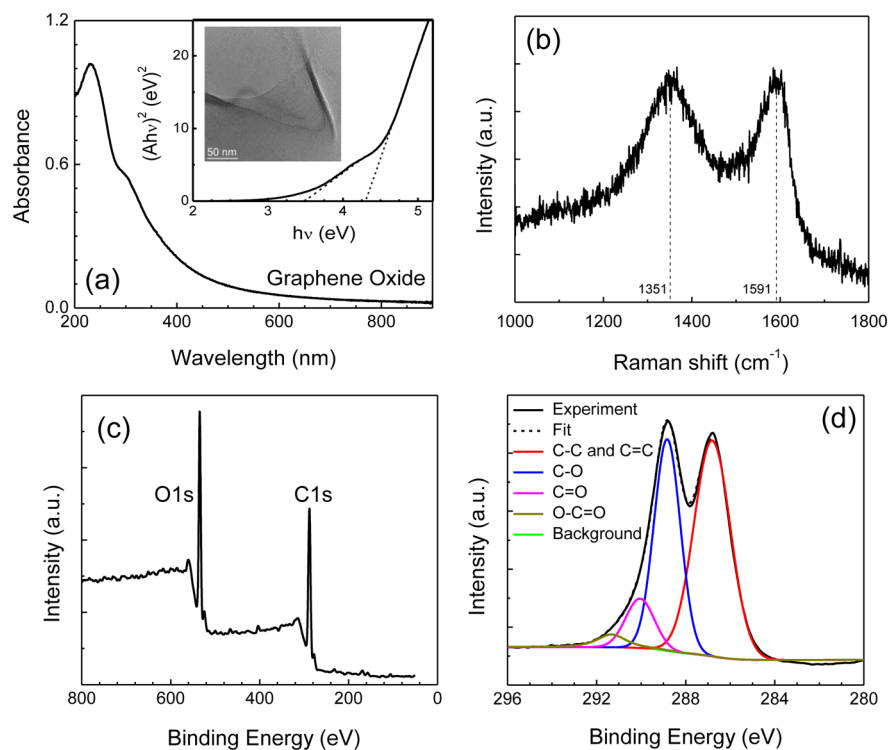 (a)
1.2
0.6
0.0
Absorbance
200 400 600 800
Wavelength (nm)
Graphene Oxide
20
10
0
(Ahν)² (eV)²
2 3 4 5
hν (eV)
50 nm
(b)
Intensity (a.u.)
1351 1591
1000 1200 1400 1600 1800
Raman shift (cm⁻¹)
(c)
O1s
C1s
Intensity (a.u.)
800 600 400 200 0
Binding Energy (eV)
(d)
Experiment
Fit
C-C and C=C
C-O
C=O
O-C=O
Background
Intensity (a.u.)
296 292 288 284 280
Binding Energy (eV)